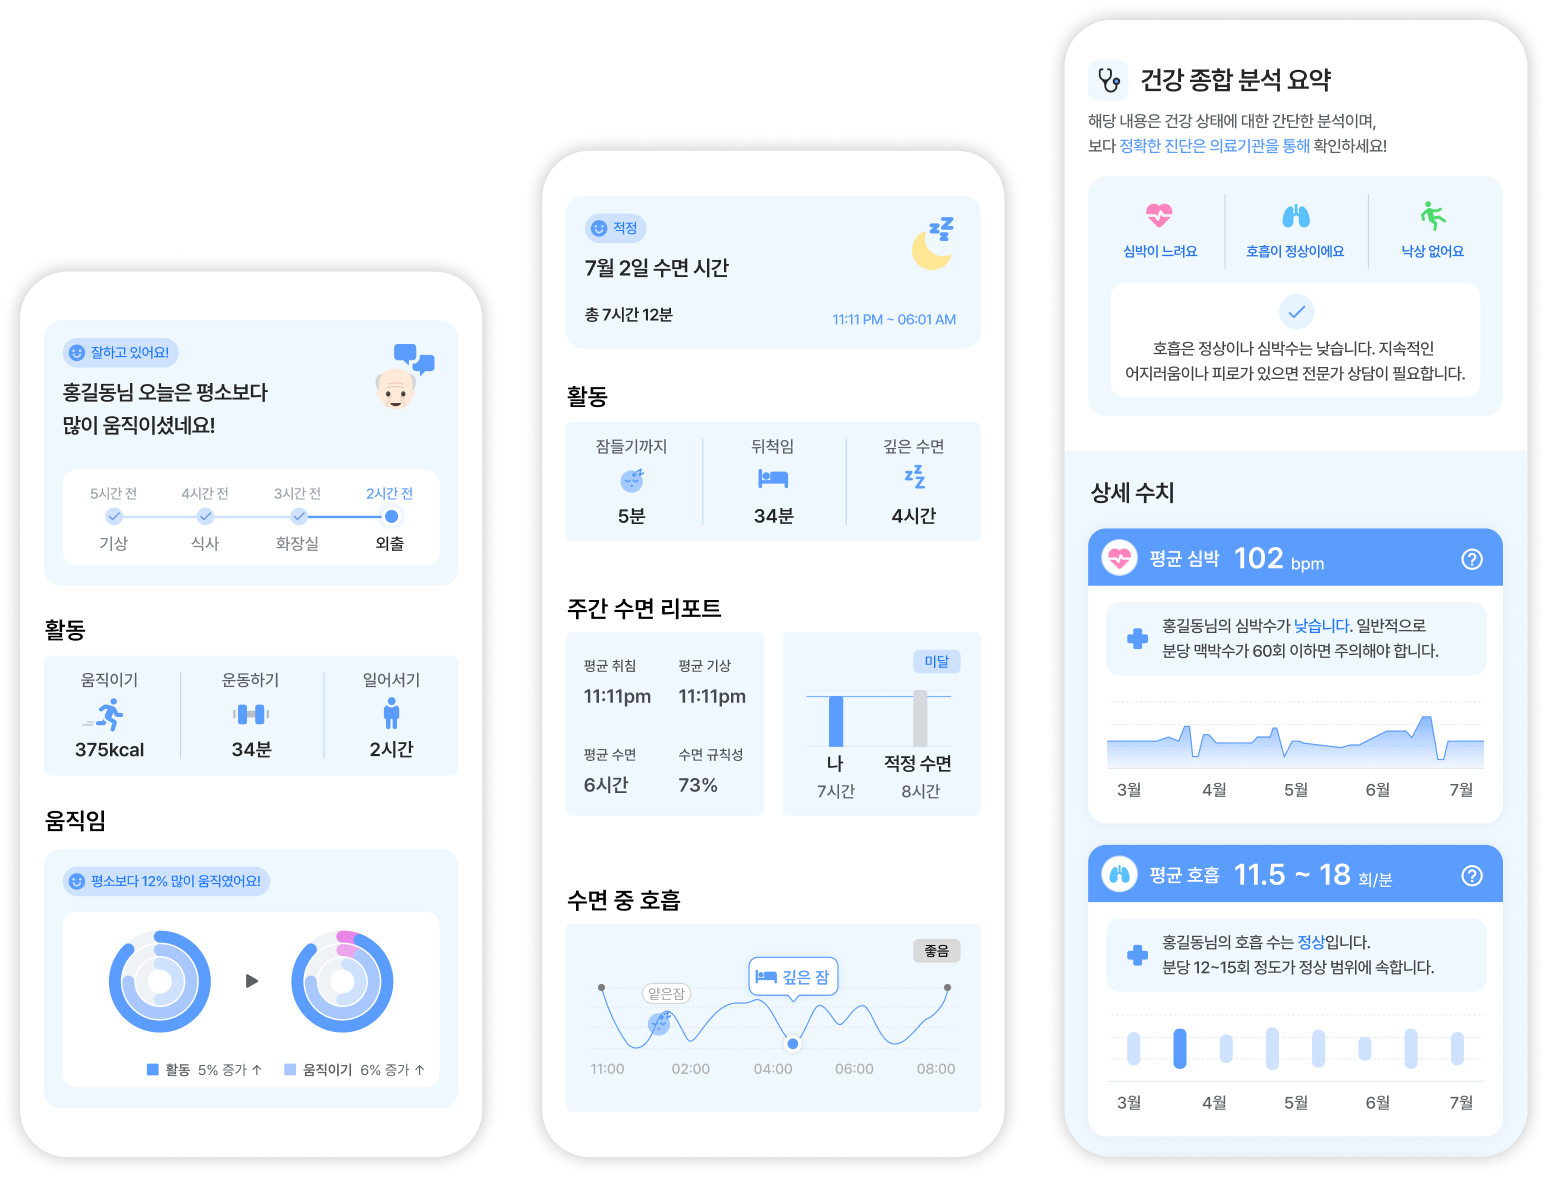 잘하고 있어요!
홍길동님 오늘은 평소보다
많이 움직이셨네요!
5시간 전 4시간 전 3시간 전 2시간 전
기상 식사 화장실 외출
활동
움직이기 운동하기 일어서기
375kcal 34분 2시간
움직임
평소보다 12% 많이 움직였어요!
활동 5% 증가 ↑ 움직이기 6% 증가 ↑
적정
7월 2일 수면 시간
총 7시간 12분 11:11 PM ~ 06:01 AM
활동
잠들기까지 뒤척임 깊은 수면
5분 34분 4시간
주간 수면 리포트
평균 취침 평균 기상
11:11pm 11:11pm
평균 수면 수면 규칙성
6시간 73%
미달
나 적정 수면
7시간 8시간
수면 중 호흡
좋음
깊은 잠
얕은잠
11:00 02:00 04:00 06:00 08:00
건강 종합 분석 요약
해당 내용은 건강 상태에 대한 간단한 분석이며,
보다 정확한 진단은 의료기관을 통해 확인하세요!
심박이 느려요 호흡이 정상이에요 낙상 없어요
호흡은 정상이나 심박수는 낮습니다. 지속적인
어지러움이나 피로가 있으면 전문가 상담이 필요합니다.
상세 수치
평균 심박 102 bpm
홍길동님의 심박수가 낮습니다. 일반적으로
분당 맥박수가 60회 이하면 주의해야 합니다.
3월 4월 5월 6월 7월
평균 호흡 11.5 ~ 18 회/분
홍길동님의 호흡 수는 정상입니다.
분당 12~15회 정도가 정상 범위에 속합니다.
3월 4월 5월 6월 7월